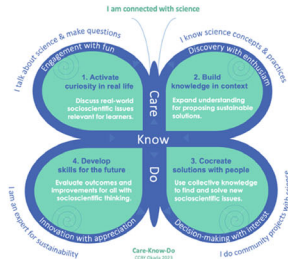 I am connected with science
I talk about science & make questions
Engagement with fun
I know science concepts & practices
Discovery with enthusiasm
1. Activate
curiosity in real life
Discuss real-world
socioscientific issues
relevant for learners.
2. Build
knowledge in context
Expand understanding
for proposing sustainable
solutions.
Care
Know
Do
4. Develop
skills for the future
Evaluate outcomes and
improvements for all with
socioscientific thinking.
3. Cocreate
solutions with people
Use collective knowledge
to find and solve new
socioscientific issues.
I am an expert for sustainability
Innovation with appreciation
Decision-making with interest
I do community projects with
Care-Know-Do